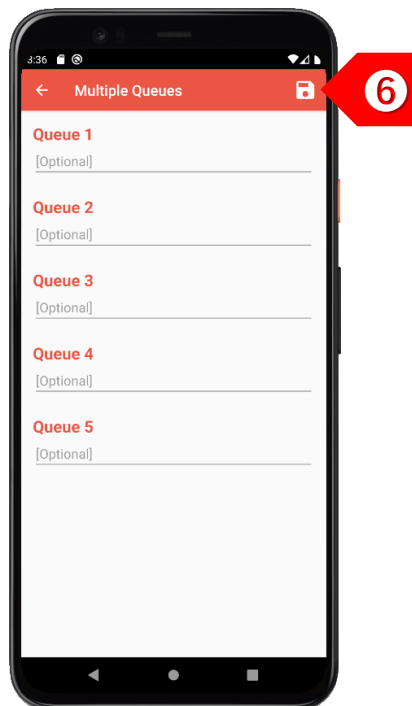 3:36
Multiple Queues
6
Queue 1
[Optional]
Queue 2
[Optional]
Queue 3
[Optional]
Queue 4
[Optional]
Queue 5
[Optional]